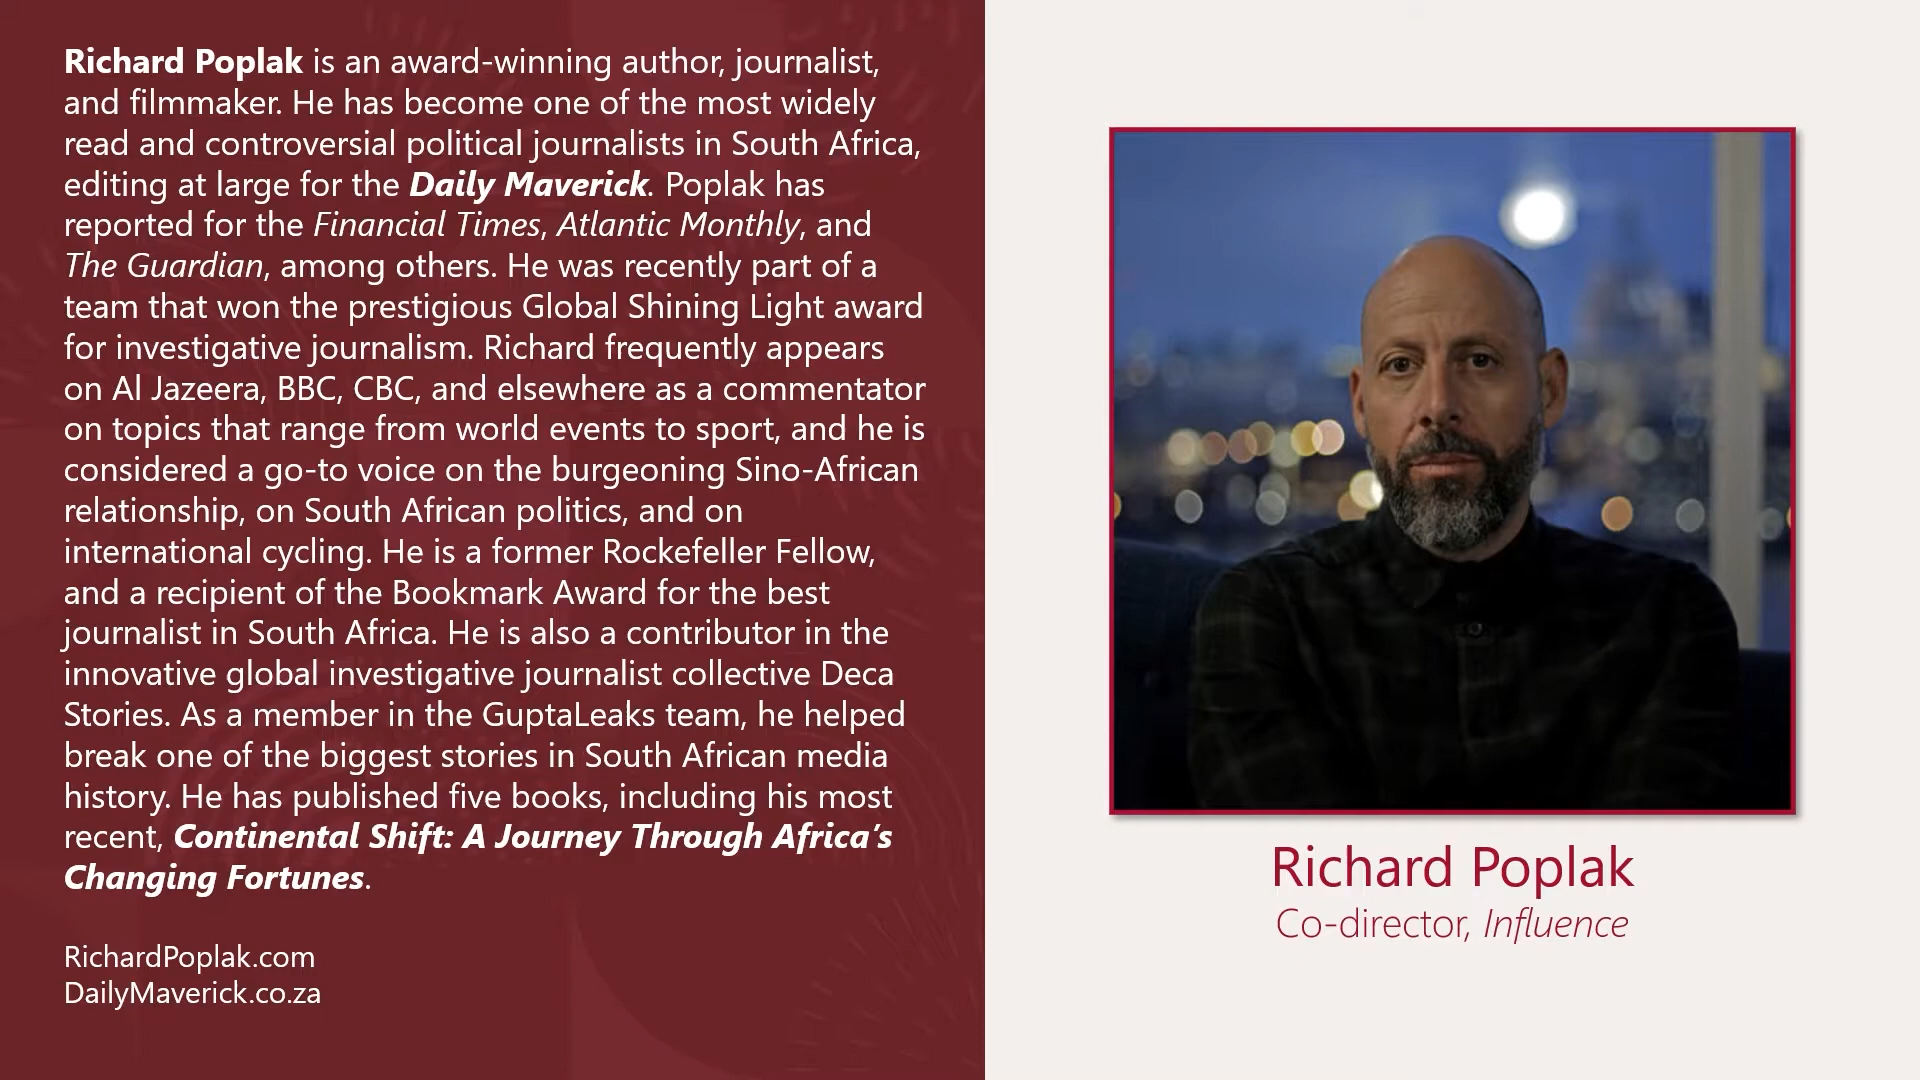 Richard Poplak is an award-winning author, journalist,
and filmmaker. He has become one of the most widely
read and controversial political journalists in South Africa,
editing at large for the Daily Maverick. Poplak has
reported for the Financial Times, Atlantic Monthly, and
The Guardian, among others. He was recently part of a
team that won the prestigious Global Shining Light award
for investigative journalism. Richard frequently appears
on Al Jazeera, BBC, CBC, and elsewhere as a commentator
on topics that range from world events to sport, and he is
considered a go-to voice on the burgeoning Sino-African
relationship, on South African politics, and on
international cycling. He is a former Rockefeller Fellow,
and a recipient of the Bookmark Award for the best
journalist in South Africa. He is also a contributor in the
innovative global investigative journalist collective Deca
Stories. As a member in the GuptaLeaks team, he helped
break one of the biggest stories in South African media
history. He has published five books, including his most
recent, Continental Shift: A Journey Through Africa’s
Changing Fortunes.
RichardPoplak.com
DailyMaverick.co.za
Richard Poplak
Co-director, Influence